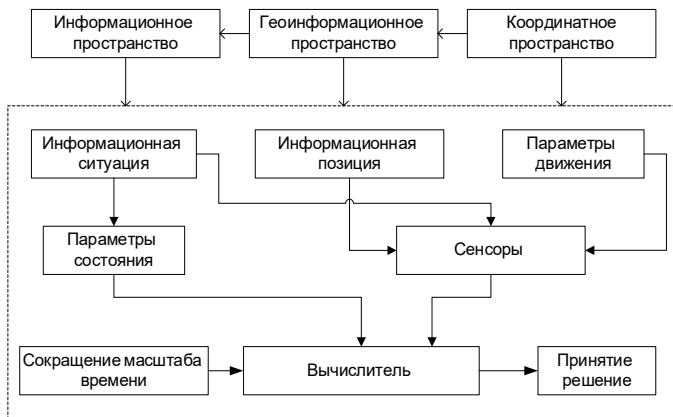 Информационное
пространство
Геоинформационное
пространство
Координатное
пространство
Информационная
ситуация
Информационная
позиция
Параметры
движения
Параметры
состояния
Сенсоры
Сокращение масштаба
времени
Вычислитель
Принятие
решение